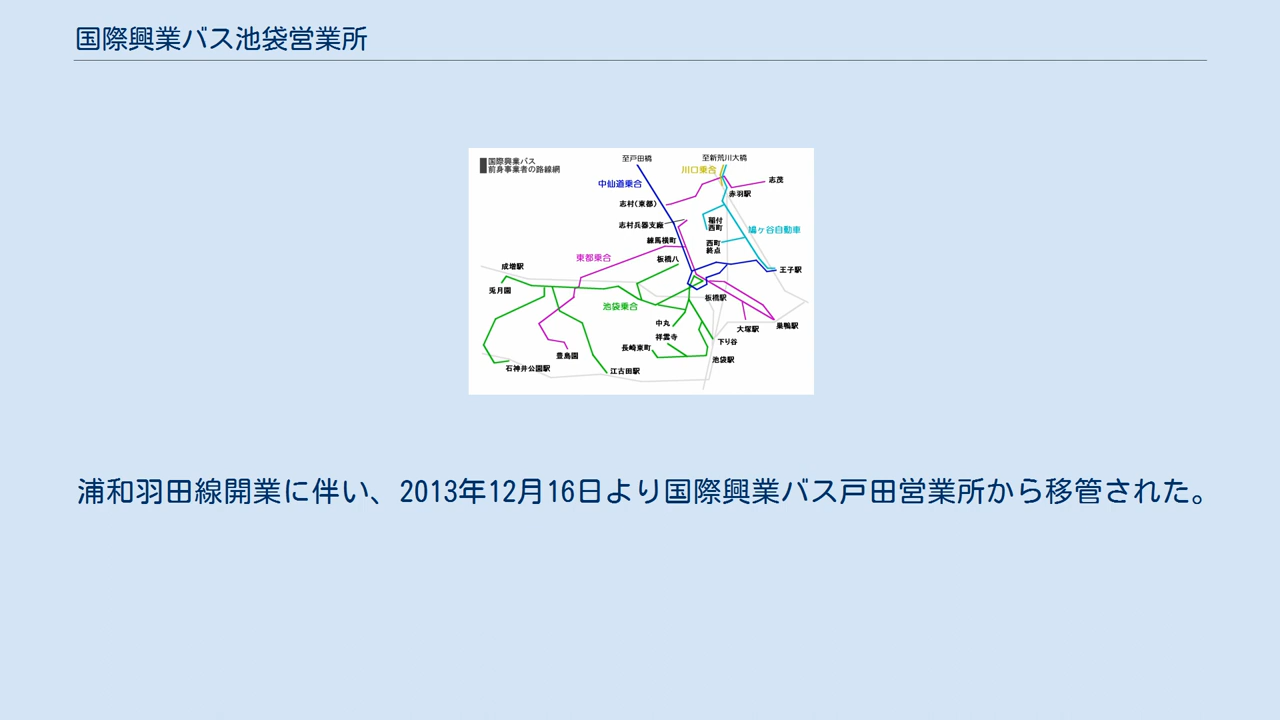 国際興業バス池袋営業所
国際興業バス
前身事業者の路線網
至戸田橋
至新荒川大橋
川口乗合
志茂
中仙道乗合
赤羽駅
志村(東都)
志村兵器支廠
稲付
西町
鳩ヶ谷自動車
練馬横町
西町
終点
東都乗合
板橋八
成増駅
王子駅
兎月園
板橋駅
池袋乗合
中丸
大塚駅
巣鴨駅
祥雲寺
下り谷
長崎東町
豊島園
池袋駅
石神井公園駅
江古田駅
浦和羽田線開業に伴い、2013年12月16日より国際興業バス戸田営業所から移管された。